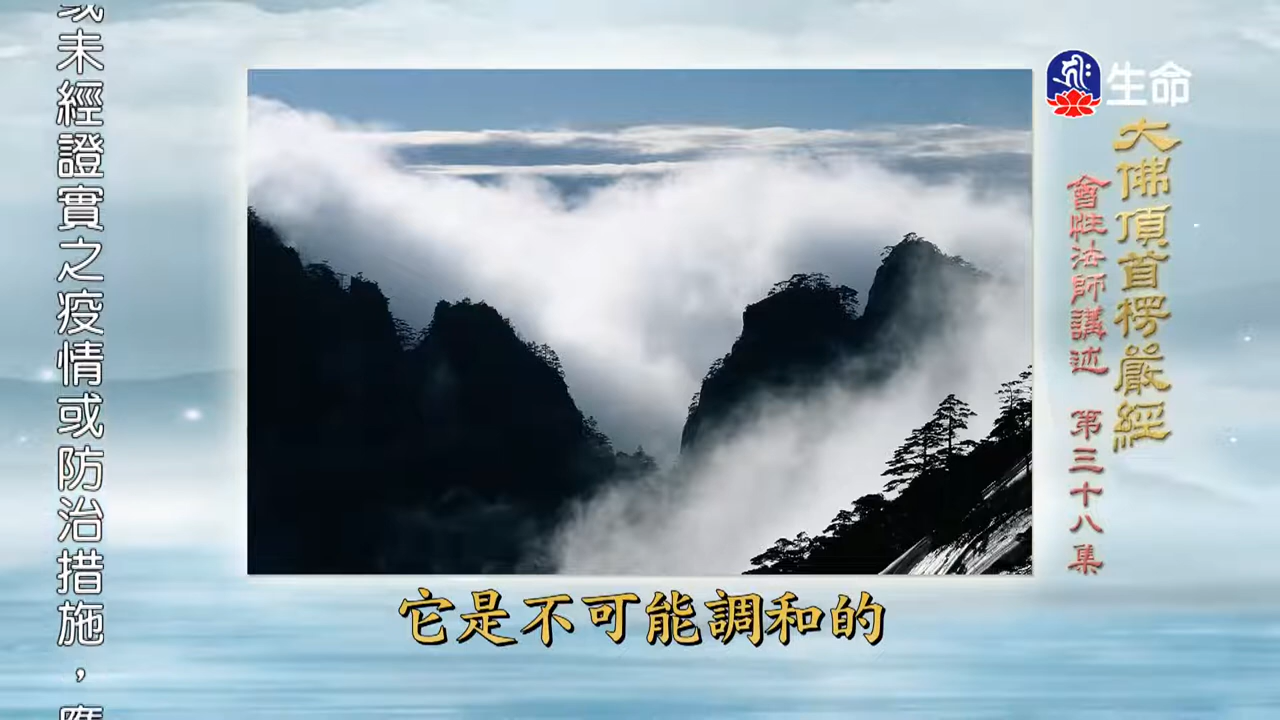 生命
大佛頂首楞嚴經
會性法師講述 第三十八集
或未經證實之疫情或防治措施，應
它是不可能調和的